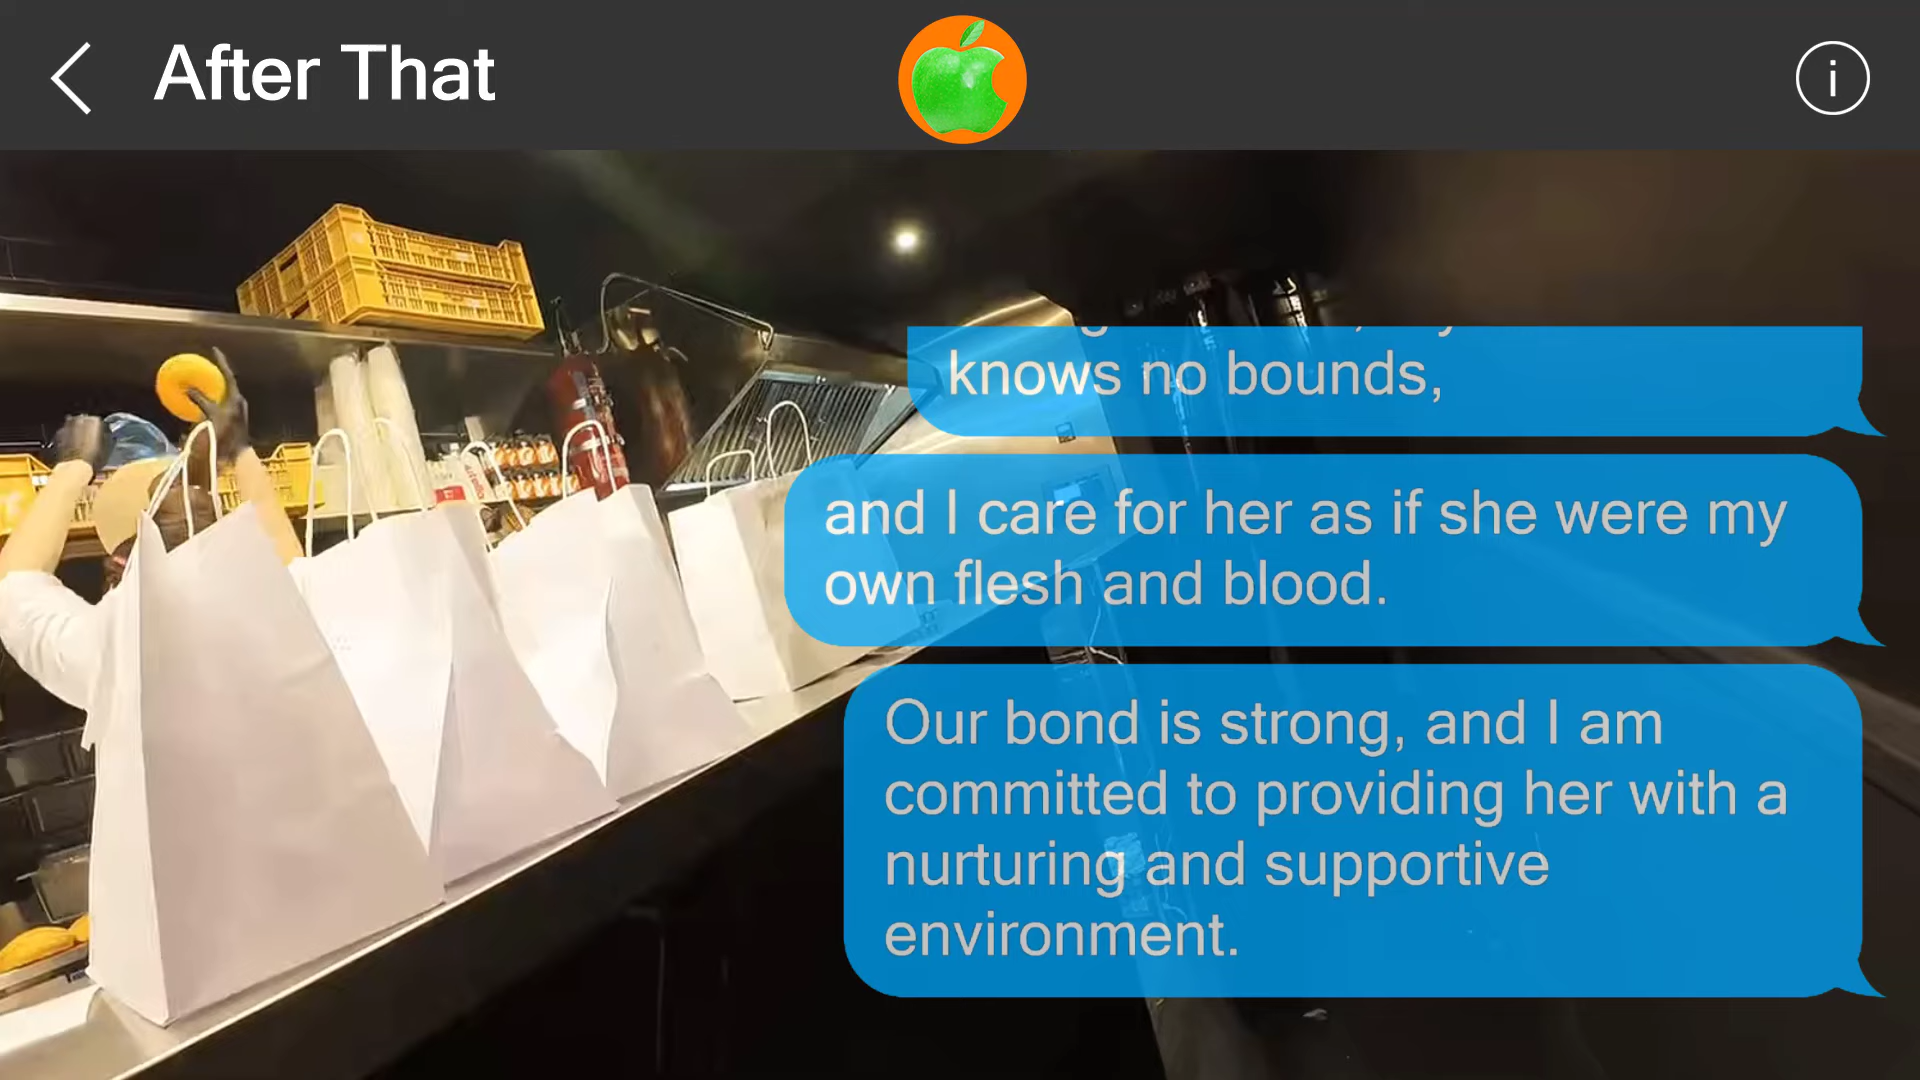 After That
knows no bounds,
and I care for her as if she were my
own flesh and blood.
Our bond is strong, and I am
committed to providing her with a
nurturing and supportive
environment.